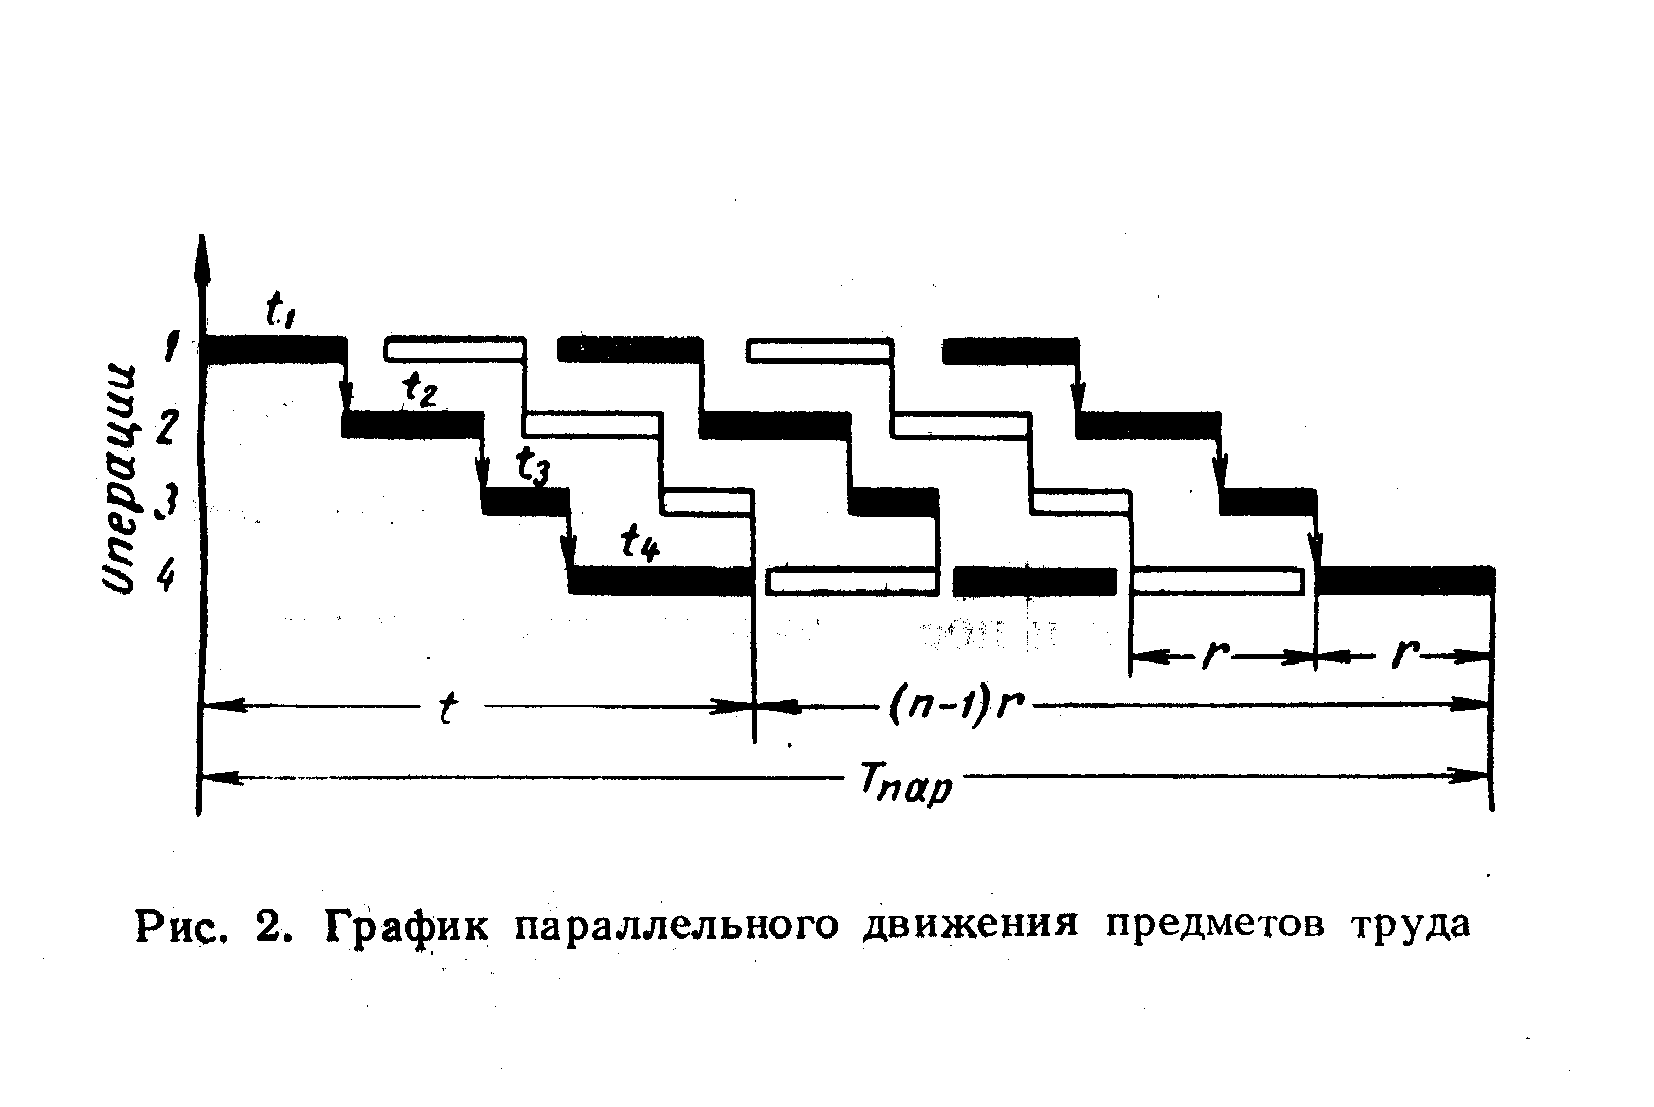 Операции
t₁
1
t₂
2
t₃
3
t₄
4
r r
t (n-1)r
Tпар
Рис. 2. График параллельного движения предметов труда